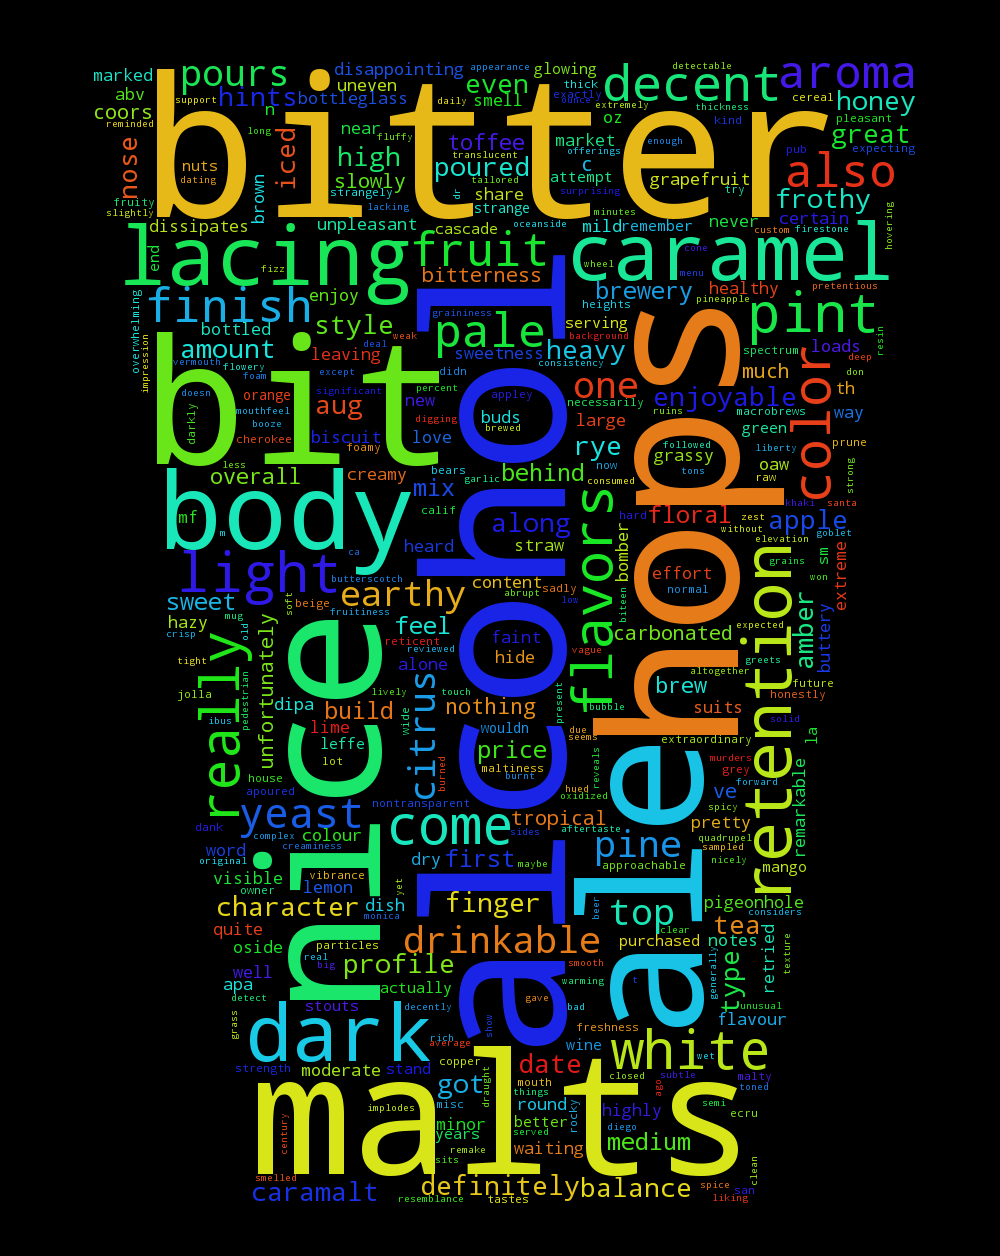 marked
pours
disappointing
appearance
glowing
detectable
decent
aroma
abv
hints
bottleglass
uneven
even
thick
exactly
cereal
honey
coors
support
n
daily
smell
ounce
extremely
oz
thickness
kind
pleasant
reminded
bitter
long
near
fluffy
toffee
market
enough
pub
great
expecting
nose
iced
high
translucent
offerings
c
also
nuts
dating
slowly
poured
attempt
grapefruit
try
fruity
slightly
brown
strangely
lacking
dr
tailored
share
surprising
frothy
dissipates
unpleasant
strange
minutes
never
certain
hovering
cascade
oceanside
mild
remember
custom
firestone
end
lacing
fizz
fruit
wheel
cone
menu
caramel
bitterness
brewery
healthy
pretentious
overwhelming
finish
enjoy
heights
pineapple
bottled
style
graininess
pale
serving
background
pint
resin
impression
amount
weak
deal
leaving
sweetness
consistency
heavy
spectrum
loads
deep
vermouth
flowery
foam
except
didn
much
don
doesn
significant
percent
appley
one
enjoyable
th
bit
orange
mouthfeel
aug
new
buds
necessarily
color
darkly
booze
digging
brewed
large
ruins
macrobrews
way
cherokee
biscuit
foamy
love
rye
followed
green
liberty
prune
less
overall
creamy
bears
garlic
behind
now
grassy
tons
oaw
raw
strong
body
mix
consumed
khaki
santa
mf
m
calif
along
hard
floral
zest
without
apple
goblet
ca
heard
straw
flavors
bomber
elevation
light
butterscotch
content
abrupt
sadly
low
effort
normal
grains
won
sm
extreme
sweet
soft
beige
fruitiness
earthy
alcohol
biteen
hops
hazy
mug
old
feel
faint
carbonated
expected
amber
buttery
crisp
reticent
reviewed
hide
vague
altogether
tight
really
unfortunately
nice
alone
greets
future
jolla
pedestrian
dipa
lively
touch
present
brew
honestly
ibus
build
citrus
wide
nothing
bubble
suits
retention
solid
lime
leffe
wouldn
due
seems
extraordinary
la
house
lot
price
maltiness
reveals
murders
apoured
burned
burnt
hued
oxidized
grey
forward
remarkable
yeast
nontransparent
tropical
ale
ve
spicy
dank
complex
colour
come
sides
aftertaste
pretty
quadrupel
sampled
word
creaminess
original
dry
first
maybe
pine
approachable
nicely
mango
visible
owner
vibrance
lemon
yet
character
dish
monica
finger
beer
top
pigeonhole
considers
quite
clear
tea
oside
particles
real
drinkable
purchased
notes
retried
texture
well
big
profile
smooth
type
generally
apa
detect
actually
warming
t
unusual
stouts
decently
gave
bad
grass
dark
show
freshness
flavour
rich
average
wine
white
wet
strength
moderate
stand
copper
date
closed
subtle
malty
toned
malts
draught
mouth
things
ago
got
implodes
misc
round
rocky
highly
semi
ecru
century
minor
better
served
diego
years
remake
waiting
medium
sits
clean
smelled
caramalt
definitely
balance
spice
san
resemblance
tastes
liking